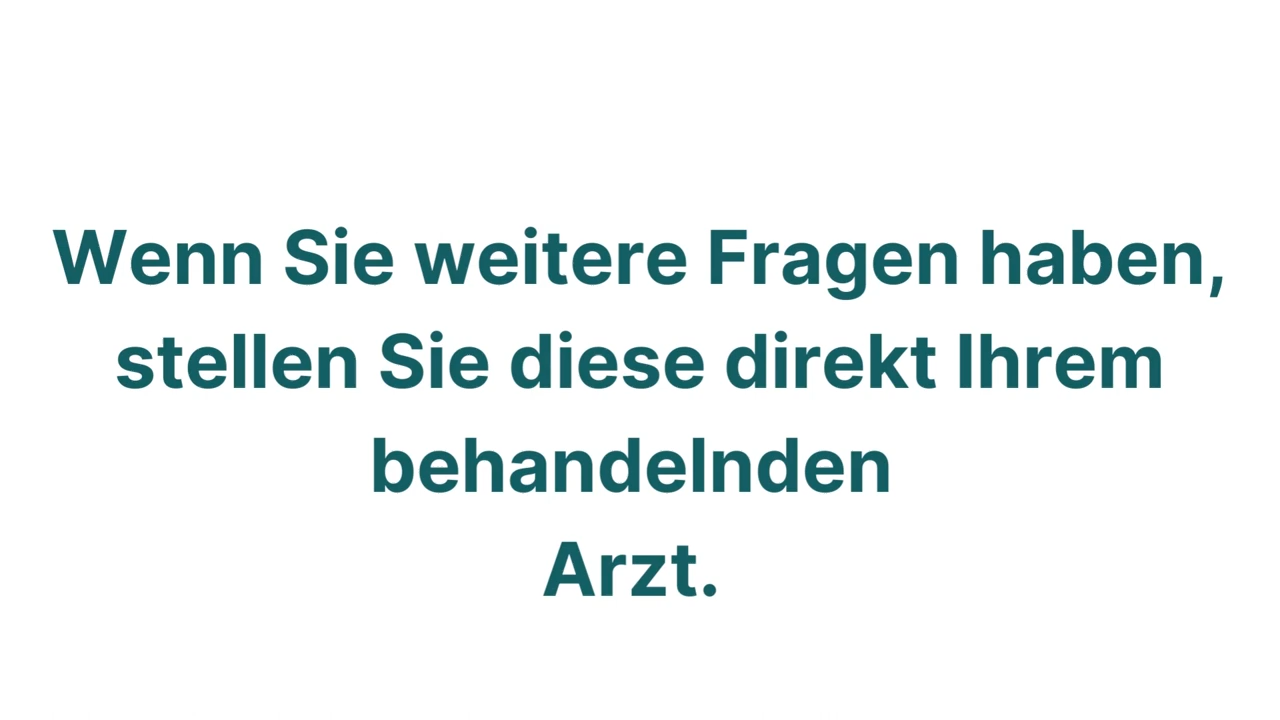 Wenn Sie weitere Fragen haben,
stellen Sie diese direkt Ihrem
behandelnden
Arzt.